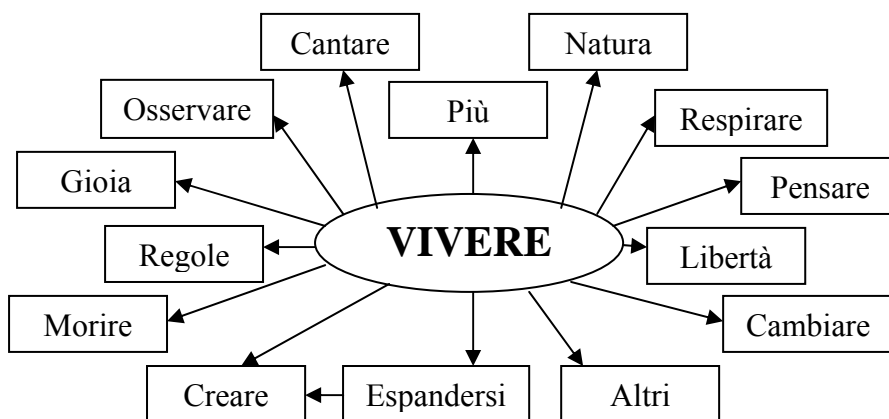 Cantare
Natura
Osservare
Più
Respirare
Gioia
Pensare
VIVERE
Regole
Libertà
Morire
Cambiare
Creare
Espandersi
Altri